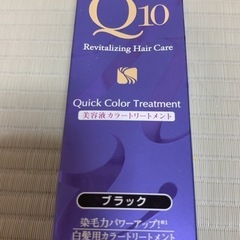 Q10
Revitalizing Hair Care
Quick Color Treatment
美容液カラートリートメント
ブラック
染毛力パワーアップ!※1
白髪用カラートリートメント